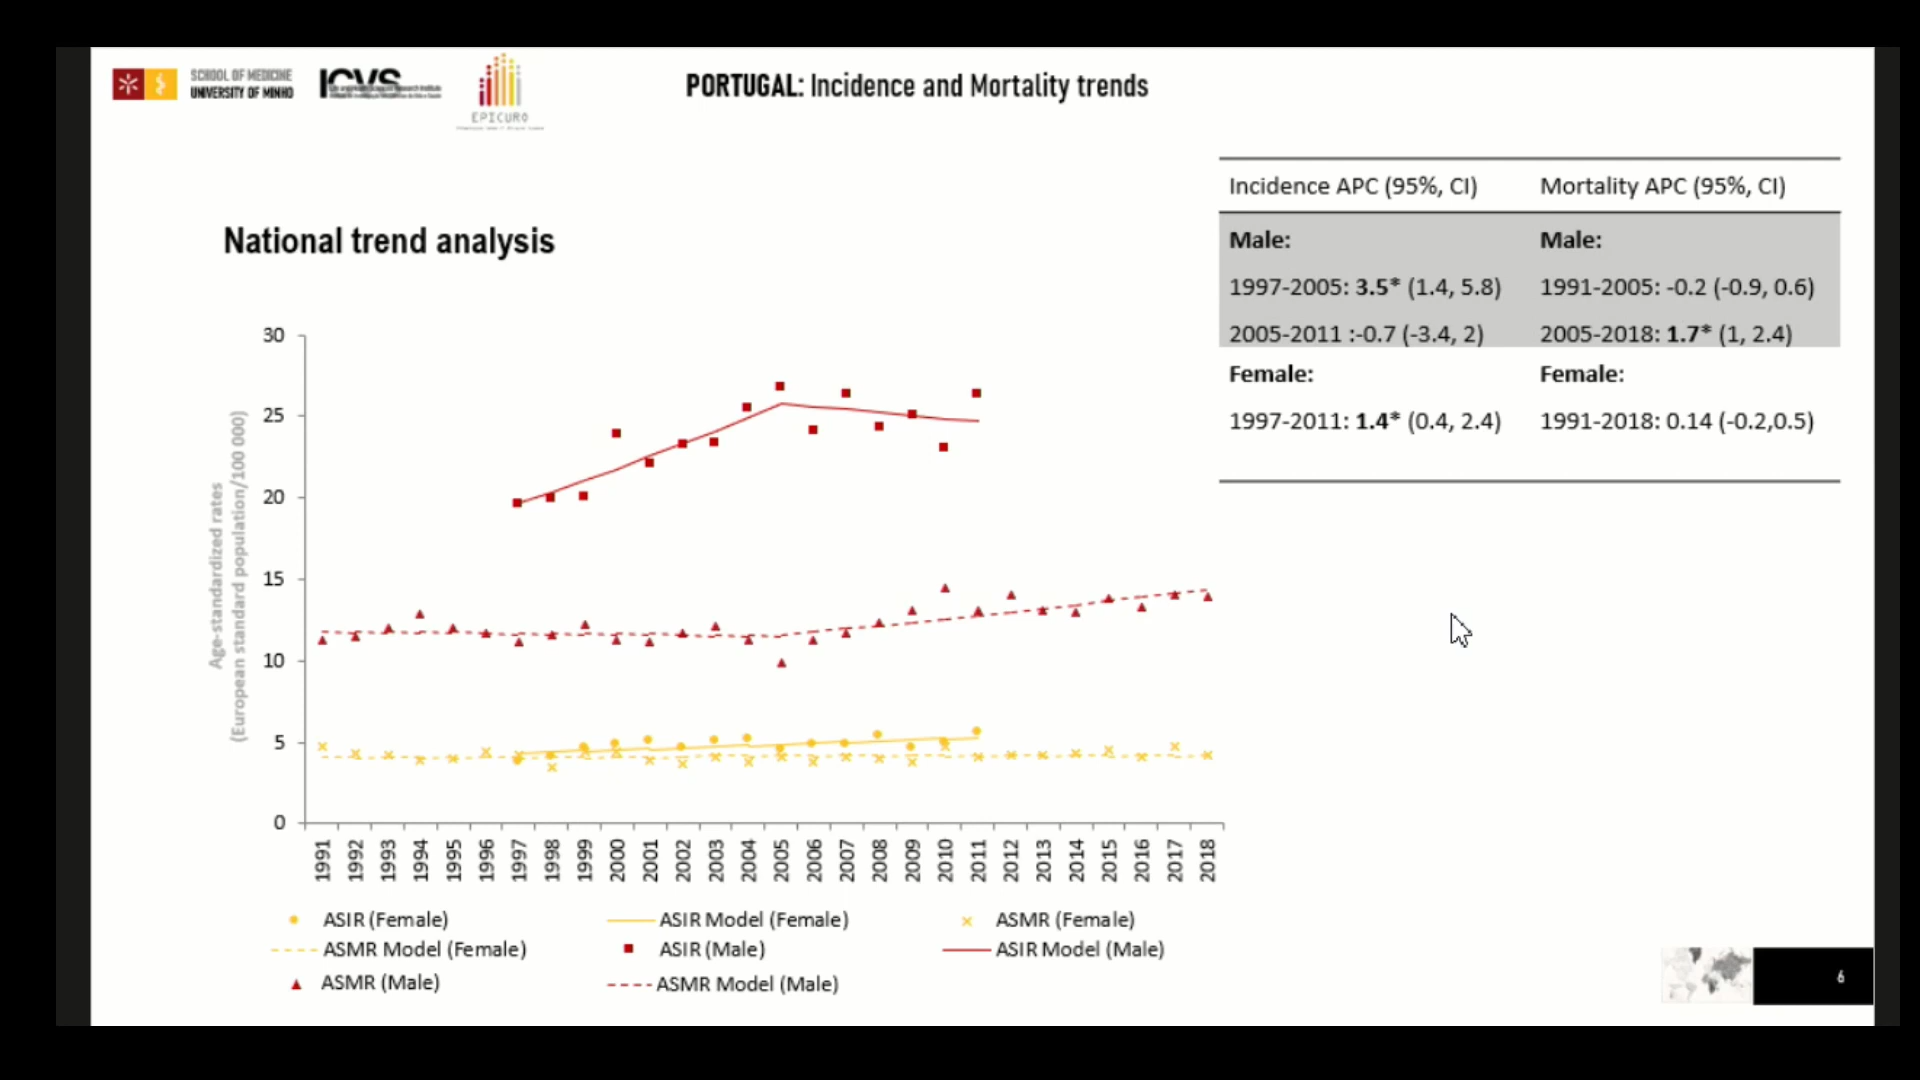 SCHOOL OF MEDICINE
UNIVERSITY OF MINHO
ICVS
EPICURO
PORTUGAL: Incidence and Mortality trends
National trend analysis
Incidence APC (95%, CI) Mortality APC (95%, CI)
Male: Male:
1997-2005: 3.5* (1.4, 5.8) 1991-2005: -0.2 (-0.9, 0.6)
2005-2011 :-0.7 (-3.4, 2) 2005-2018: 1.7* (1, 2.4)
Female: Female:
1997-2011: 1.4* (0.4, 2.4) 1991-2018: 0.14 (-0.2,0.5)
Age-standardized rates
(European standard population/100 000)
30
25
20
15
10
5
0
1991 1992 1993 1994 1995 1996 1997 1998 1999 2000 2001 2002 2003 2004 2005 2006 2007 2008 2009 2010 2011 2012 2013 2014 2015 2016 2017 2018
ASIR (Female) ASIR Model (Female) ASMR (Female)
ASMR Model (Female) ASIR (Male) ASIR Model (Male)
ASMR (Male) ASMR Model (Male)
6